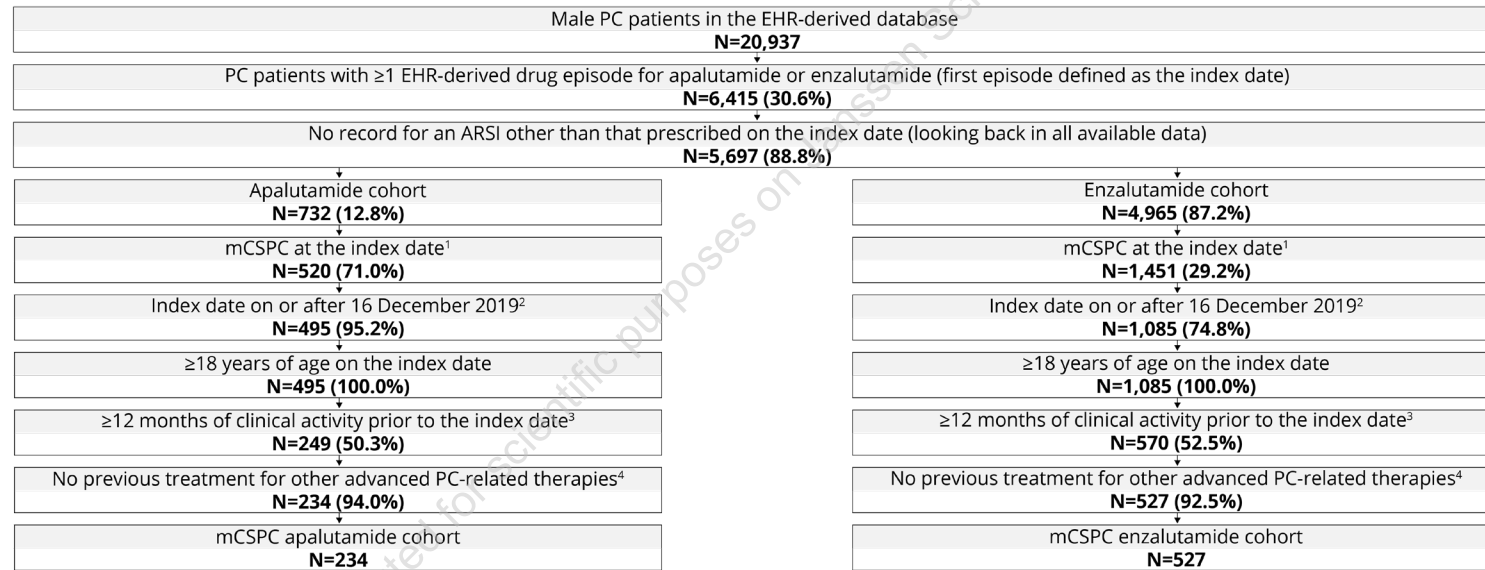 Male PC patients in the EHR-derived database
N=20,937
PC patients with ≥1 EHR-derived drug episode for apalutamide or enzalutamide (first episode defined as the index date)
N=6,415 (30.6%)
No record for an ARSI other than that prescribed on the index date (looking back in all available data)
N=5,697 (88.8%)
Apalutamide cohort
N=732 (12.8%)
mCSPC at the index date¹
N=520 (71.0%)
Index date on or after 16 December 2019²
N=495 (95.2%)
≥18 years of age on the index date
N=495 (100.0%)
≥12 months of clinical activity prior to the index date³
N=249 (50.3%)
No previous treatment for other advanced PC-related therapies⁴
N=234 (94.0%)
mCSPC apalutamide cohort
N=234
Enzalutamide cohort
N=4,965 (87.2%)
mCSPC at the index date¹
N=1,451 (29.2%)
Index date on or after 16 December 2019²
N=1,085 (74.8%)
≥18 years of age on the index date
N=1,085 (100.0%)
≥12 months of clinical activity prior to the index date³
N=570 (52.5%)
No previous treatment for other advanced PC-related therapies⁴
N=527 (92.5%)
mCSPC enzalutamide cohort
N=527
for scientific purposes on Janssen